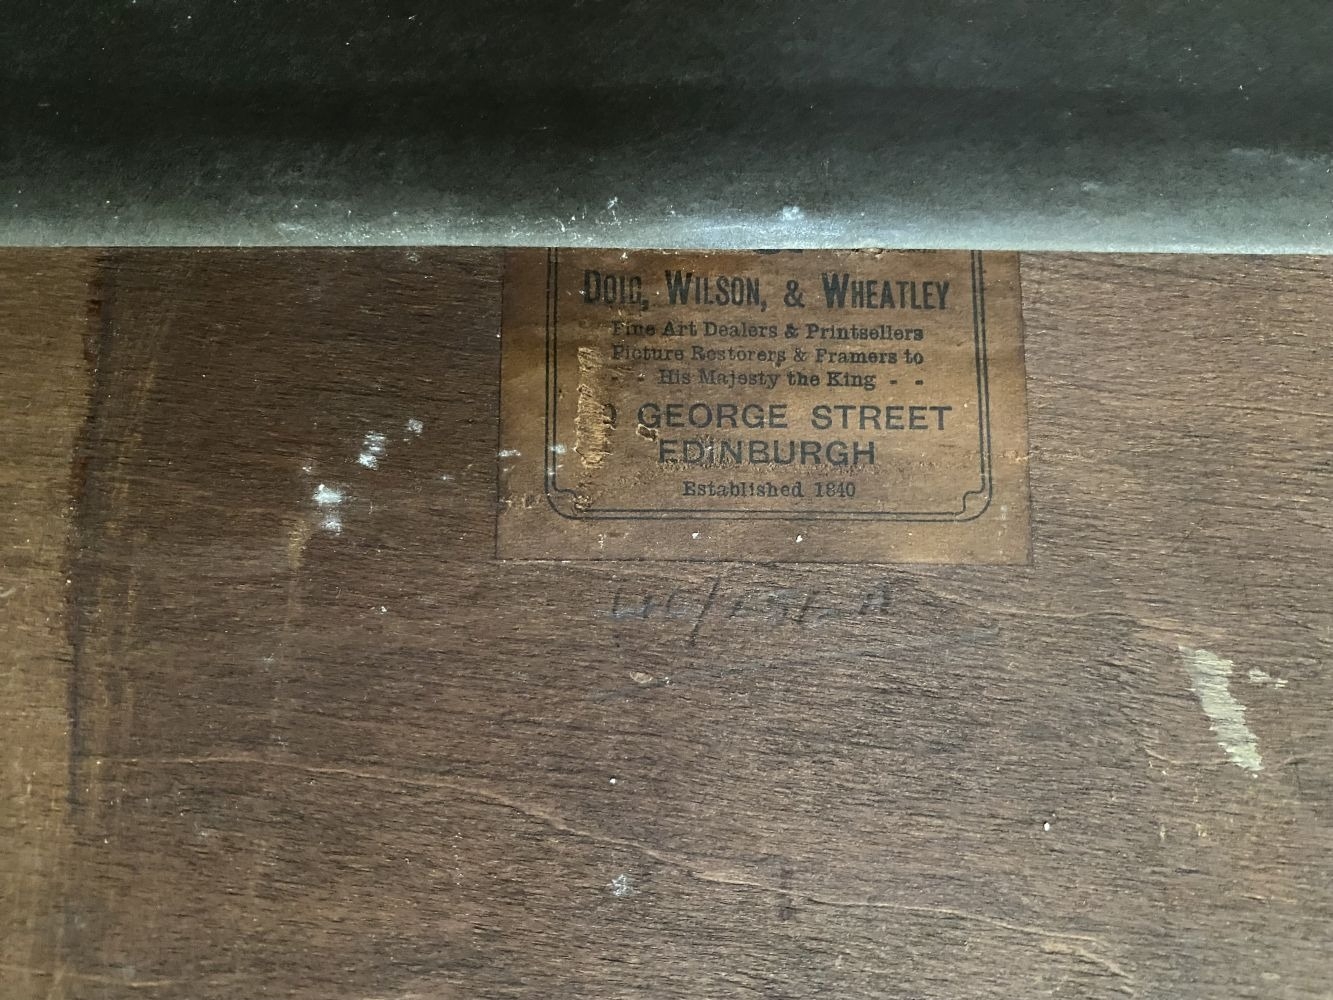 DOIG, WILSON, & WHEATLEY
Fine Art Dealers & Printsellers
Picture Restorers & Framers to
- - His Majesty the King - -
GEORGE STREET
EDINBURGH
Established 1840